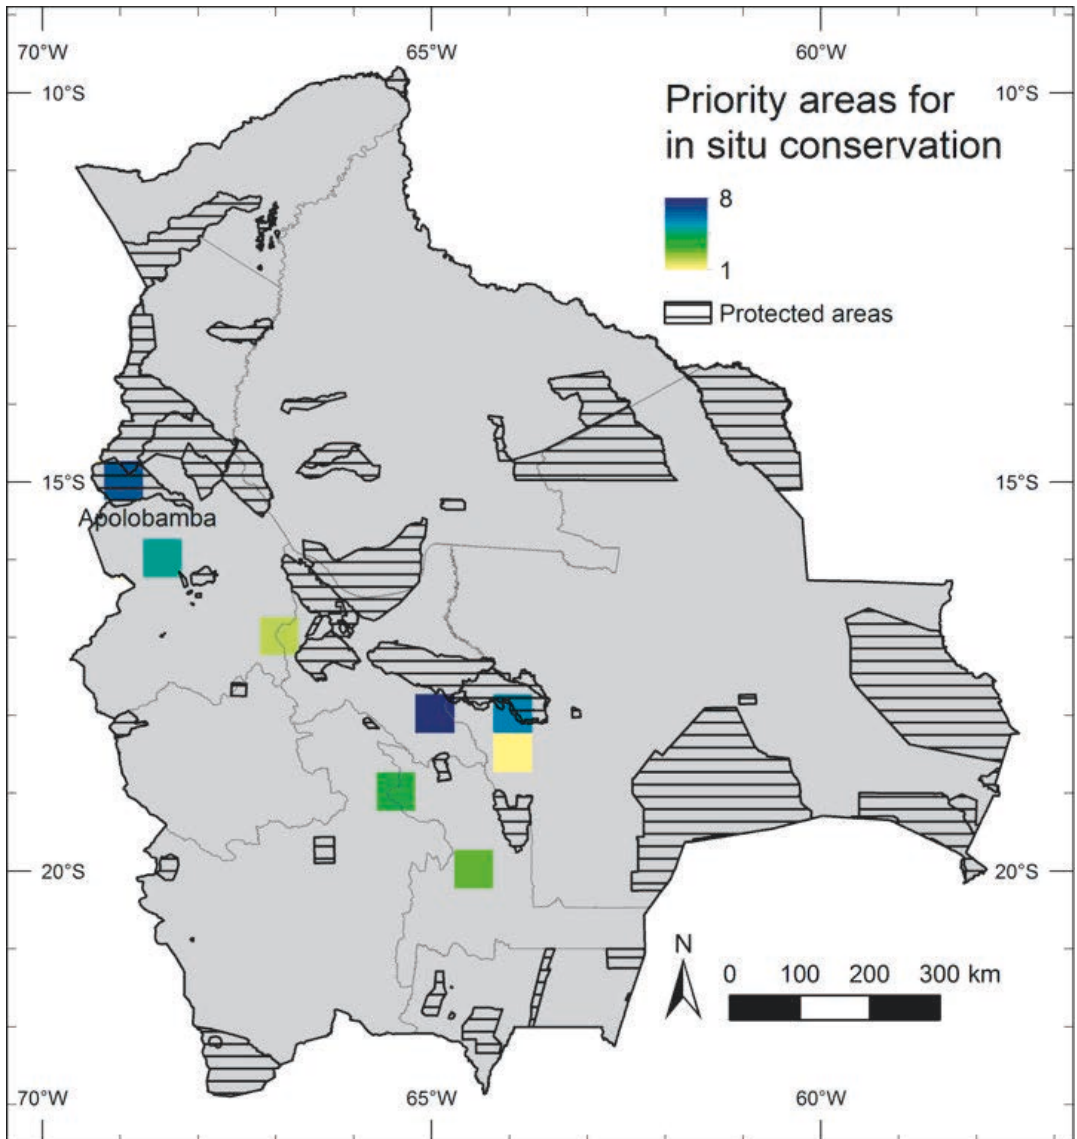 70°W 65°W 60°W
10°S 10°S
Priority areas for
in situ conservation
8
1
Protected areas
15°S 15°S
Apolobamba
20°S 20°S
N
0 100 200 300 km
70°W 65°W 60°W